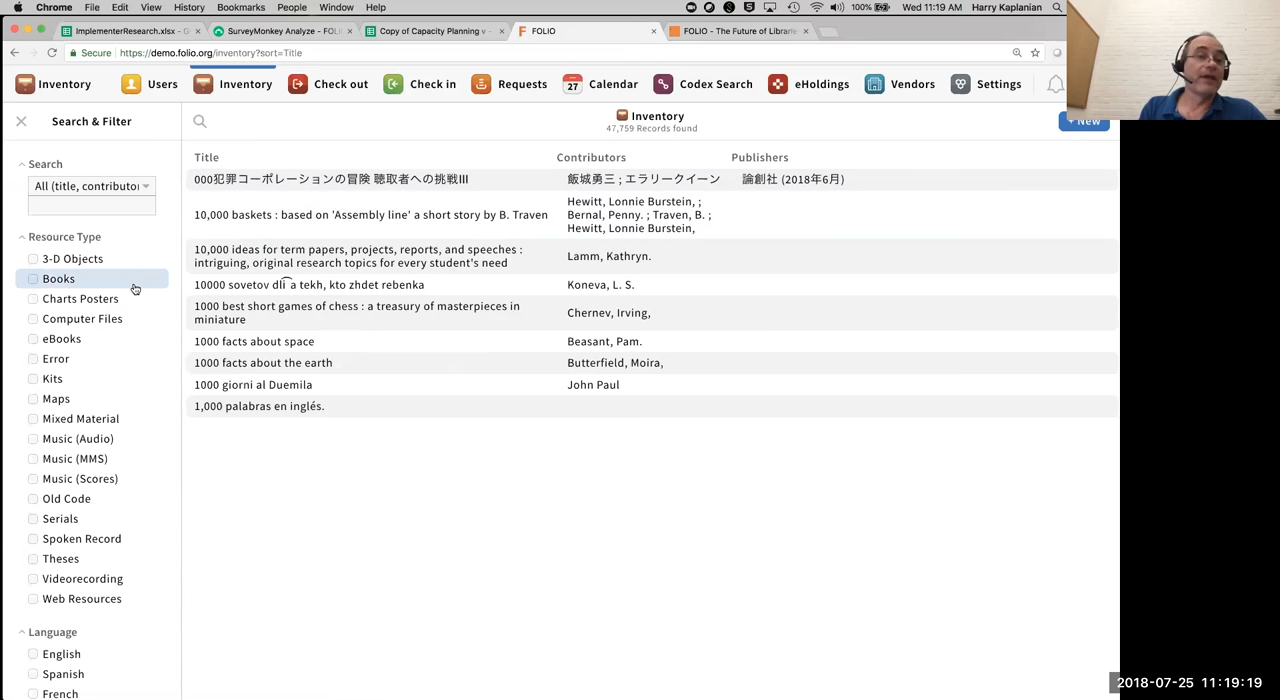 Chrome File Edit View History Bookmarks People Window Help 100% Wed 11:19 AM Harry Kaplanian
ImplementerResearch.xlsx - G SurveyMonkey Analyze - FOLI Copy of Capacity Planning v FOLIO FOLIO - The Future of Librarie
Secure https://demo.folio.org/inventory?sort=Title
Inventory Users Inventory Check out Check in Requests 27 Calendar Codex Search eHoldings Vendors Settings
Search & Filter
Inventory
47,759 Records found
+ New
Search
All (title, contributor
Resource Type
3-D Objects
Books
Charts Posters
Computer Files
eBooks
Error
Kits
Maps
Mixed Material
Music (Audio)
Music (MMS)
Music (Scores)
Old Code
Serials
Spoken Record
Theses
Videorecording
Web Resources
Language
English
Spanish
French
Title Contributors Publishers
000犯罪コーポレーションの冒険 聴取者への挑戦III 飯城勇三 ; エラリークイーン 論創社 (2018年6月)
10,000 baskets : based on 'Assembly line' a short story by B. Traven
Hewitt, Lonnie Burstein, ;
Bernal, Penny. ; Traven, B. ;
Hewitt, Lonnie Burstein,
10,000 ideas for term papers, projects, reports, and speeches :
intriguing, original research topics for every student's need
Lamm, Kathryn.
10000 sovetov dli͡a tekh, kto zhdet rebenka Koneva, L. S.
1000 best short games of chess : a treasury of masterpieces in
miniature
Chernev, Irving,
1000 facts about space Beasant, Pam.
1000 facts about the earth Butterfield, Moira,
1000 giorni al Duemila John Paul
1,000 palabras en inglés.
2018-07-25 11:19:19